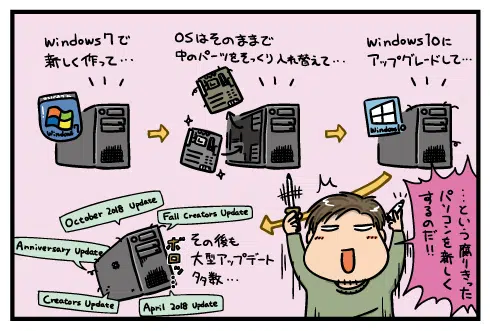 Windows7で
新しく作って…
OSはそのままで
中のパーツをそっくり入れ替えて…
Windows10に
アップグレードして…
Windows7
Windows10
…という腐りきった
パソコンを新しく
するのだ!!
October 2018 Update
Fall Creators Update
Anniversary Update
Creators Update
April 2018 Update
ボロッ
その後も
大型アップデート
多数…